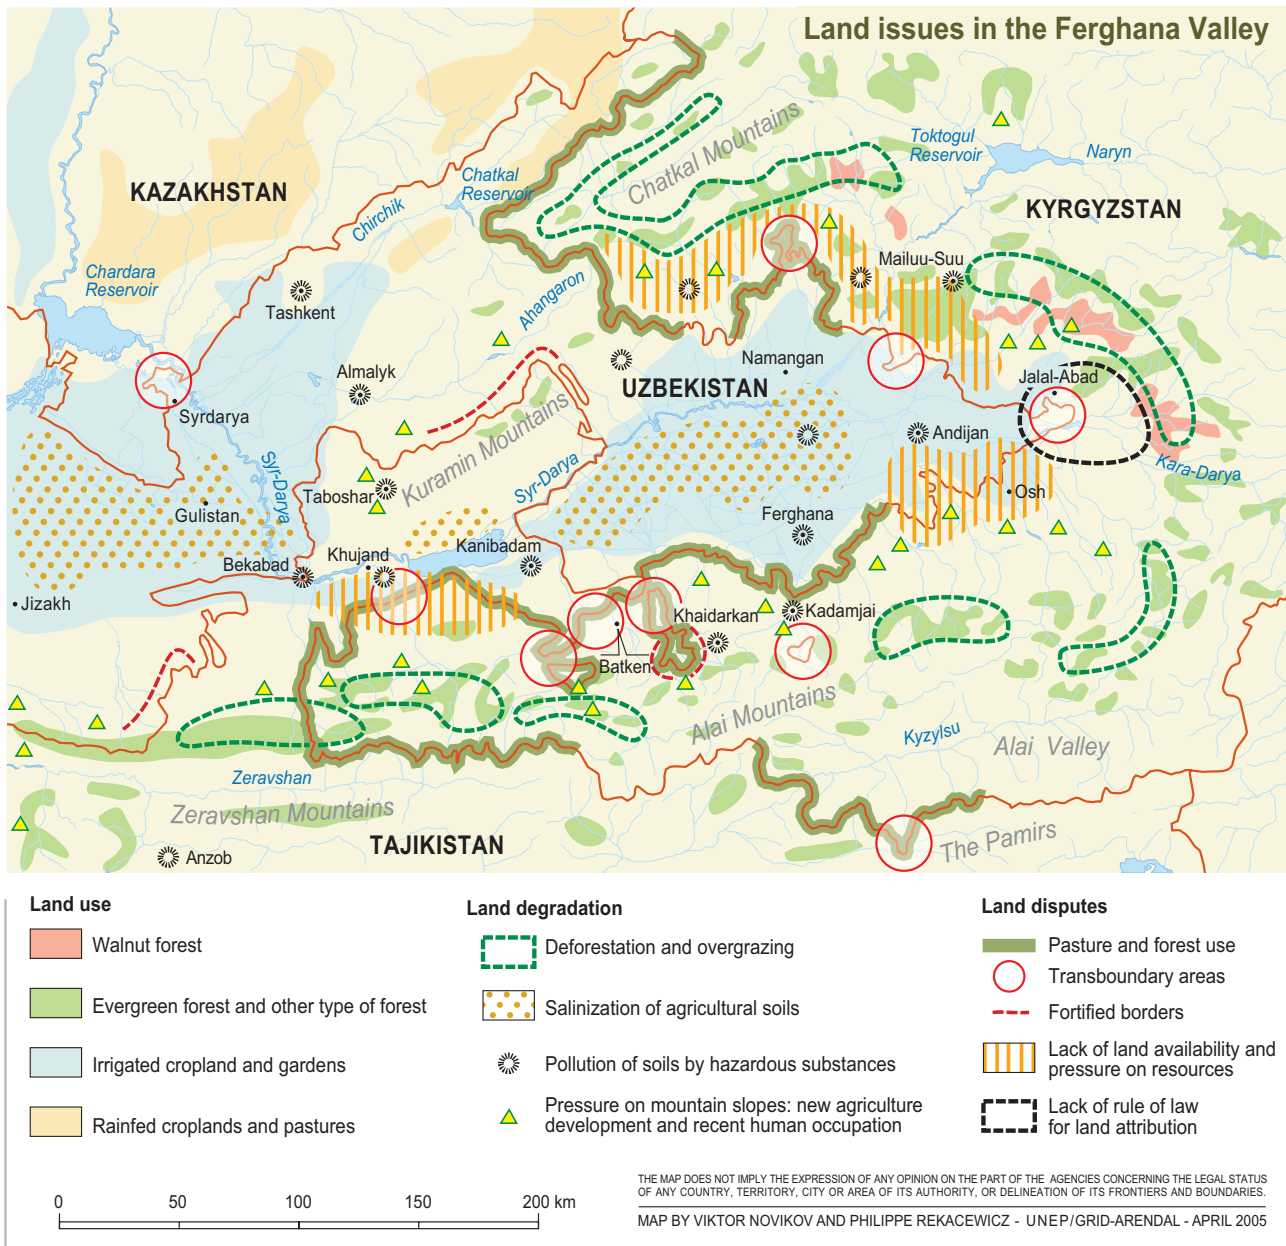 Land issues in the Ferghana Valley
Chatkal Mountains
Toktogul
Reservoir
Naryn
KAZAKHSTAN
Chatkal
Reservoir
KYRGYZSTAN
Chirchik
Chardara
Reservoir
Mailuu-Suu
Ahangaron
Tashkent
Namangan
Almalyk
UZBEKISTAN
Jalal-Abad
Syrdarya
Kuramin Mountains
Andijan
Syr-Darya
Syr-Darya
Kara-Darya
Taboshar
Osh
Gulistan
Ferghana
Kanibadam
Khujand
Bekabad
Jizakh
Khaidarkan
Kadamjai
Batken
Alai Mountains
Kyzylsu
Alai Valley
Zeravshan
Zeravshan Mountains
TAJIKISTAN
The Pamirs
Anzob
Land use
Walnut forest
Evergreen forest and other type of forest
Irrigated cropland and gardens
Rainfed croplands and pastures
Land degradation
Deforestation and overgrazing
Salinization of agricultural soils
Pollution of soils by hazardous substances
Pressure on mountain slopes: new agriculture
development and recent human occupation
Land disputes
Pasture and forest use
Transboundary areas
Fortified borders
Lack of land availability and
pressure on resources
Lack of rule of law
for land attribution
0 50 100 150 200 km
THE MAP DOES NOT IMPLY THE EXPRESSION OF ANY OPINION ON THE PART OF THE AGENCIES CONCERNING THE LEGAL STATUS
OF ANY COUNTRY, TERRITORY, CITY OR AREA OF ITS AUTHORITY, OR DELINEATION OF ITS FRONTIERS AND BOUNDARIES.
MAP BY VIKTOR NOVIKOV AND PHILIPPE REKACEWICZ - UNEP/GRID-ARENDAL - APRIL 2005